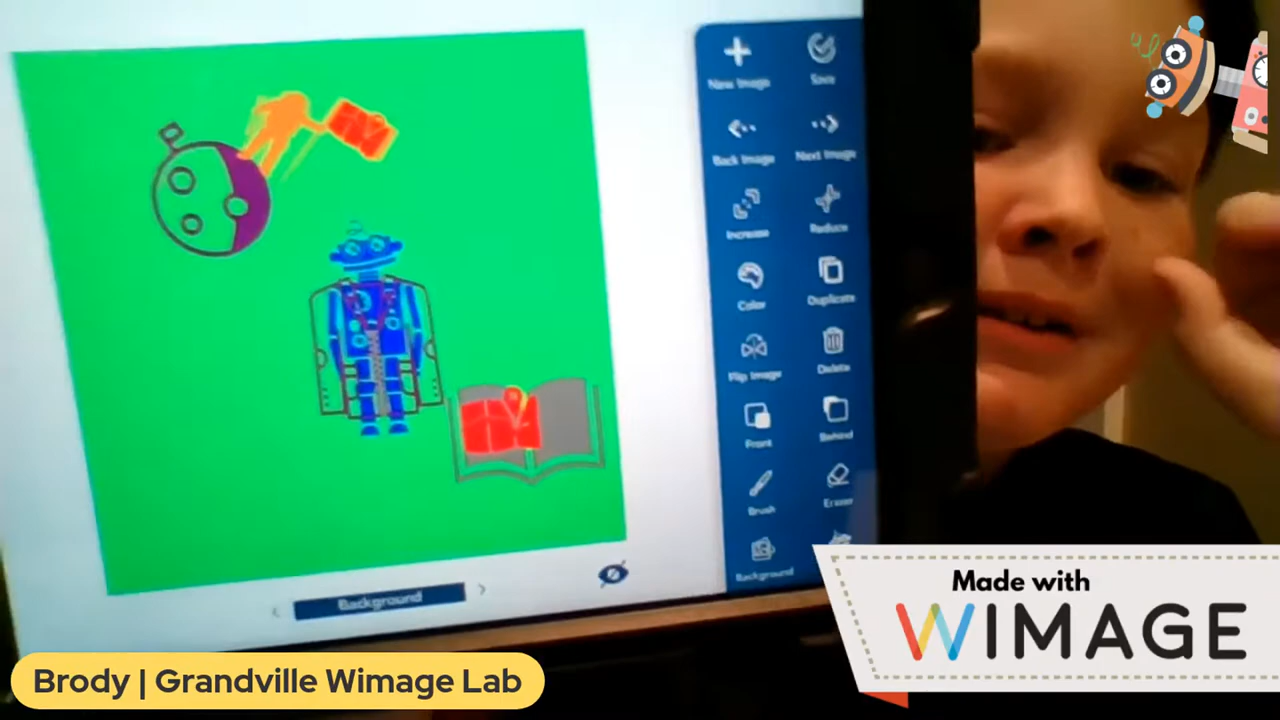 New Image
Save
Back Image
Next Image
Increase
Reduce
Color
Duplicate
Flip Image
Delete
Front
Behind
Brush
Eraser
Background
Background
Made with
WIMAGE
Brody | Grandville Wimage Lab